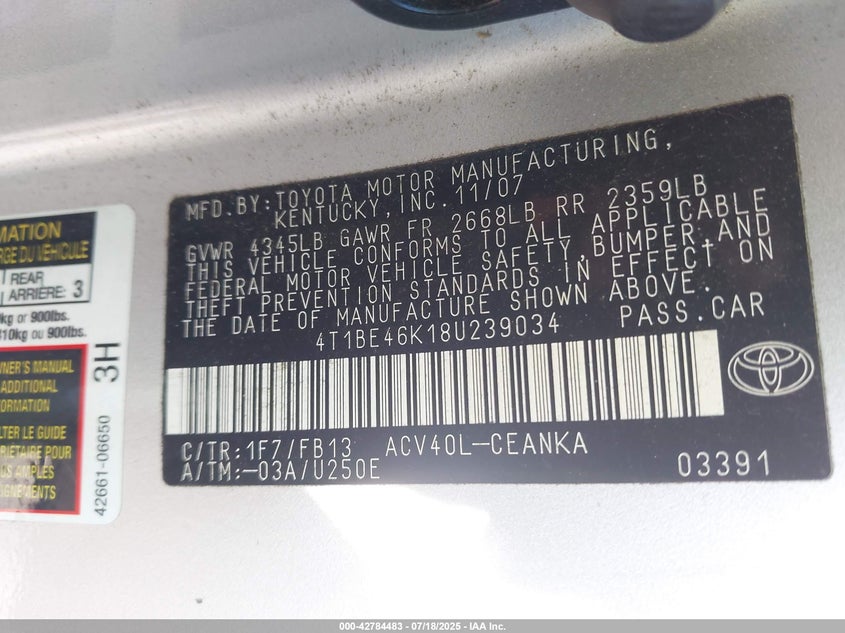 MFD. BY: TOYOTA MOTOR MANUFACTURING,
KENTUCKY, INC. 11/07
GVWR 4345LB GAWR FR 2668LB RR 2359LB
THIS VEHICLE CONFORMS TO ALL APPLICABLE
FEDERAL MOTOR VEHICLE SAFETY, BUMPER, AND
THEFT PREVENTION STANDARDS IN EFFECT ON
THE DATE OF MANUFACTURE SHOWN ABOVE.
4T1BE46K18U239034 PASS. CAR
C/TR: 1F7/FB13 ACV40L-CEANKA
A/TM: -03A/U250E 03391
MATION
RGE DU VÉHICULE
REAR
ARRIÈRE: 3
kg or 900lbs.
10kg ou 900lbs.
WNER'S MANUAL
ADDITIONAL
ORMATION
LTER LE GUIDE
PLUS AMPLES
3H
42661-06650
000-42784483 - 07/18/2025 - IAA Inc.